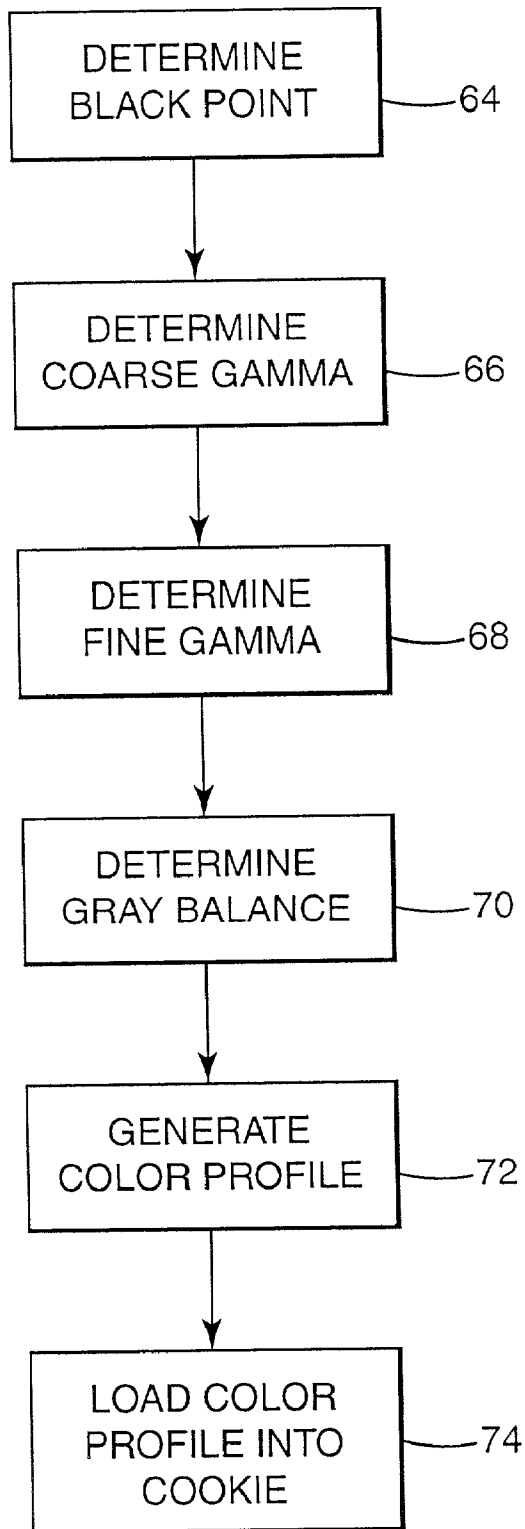 DETERMINE
BLACK POINT
64
DETERMINE
COARSE GAMMA
66
DETERMINE
FINE GAMMA
68
DETERMINE
GRAY BALANCE
70
GENERATE
COLOR PROFILE
72
LOAD COLOR
PROFILE INTO
COOKIE
74